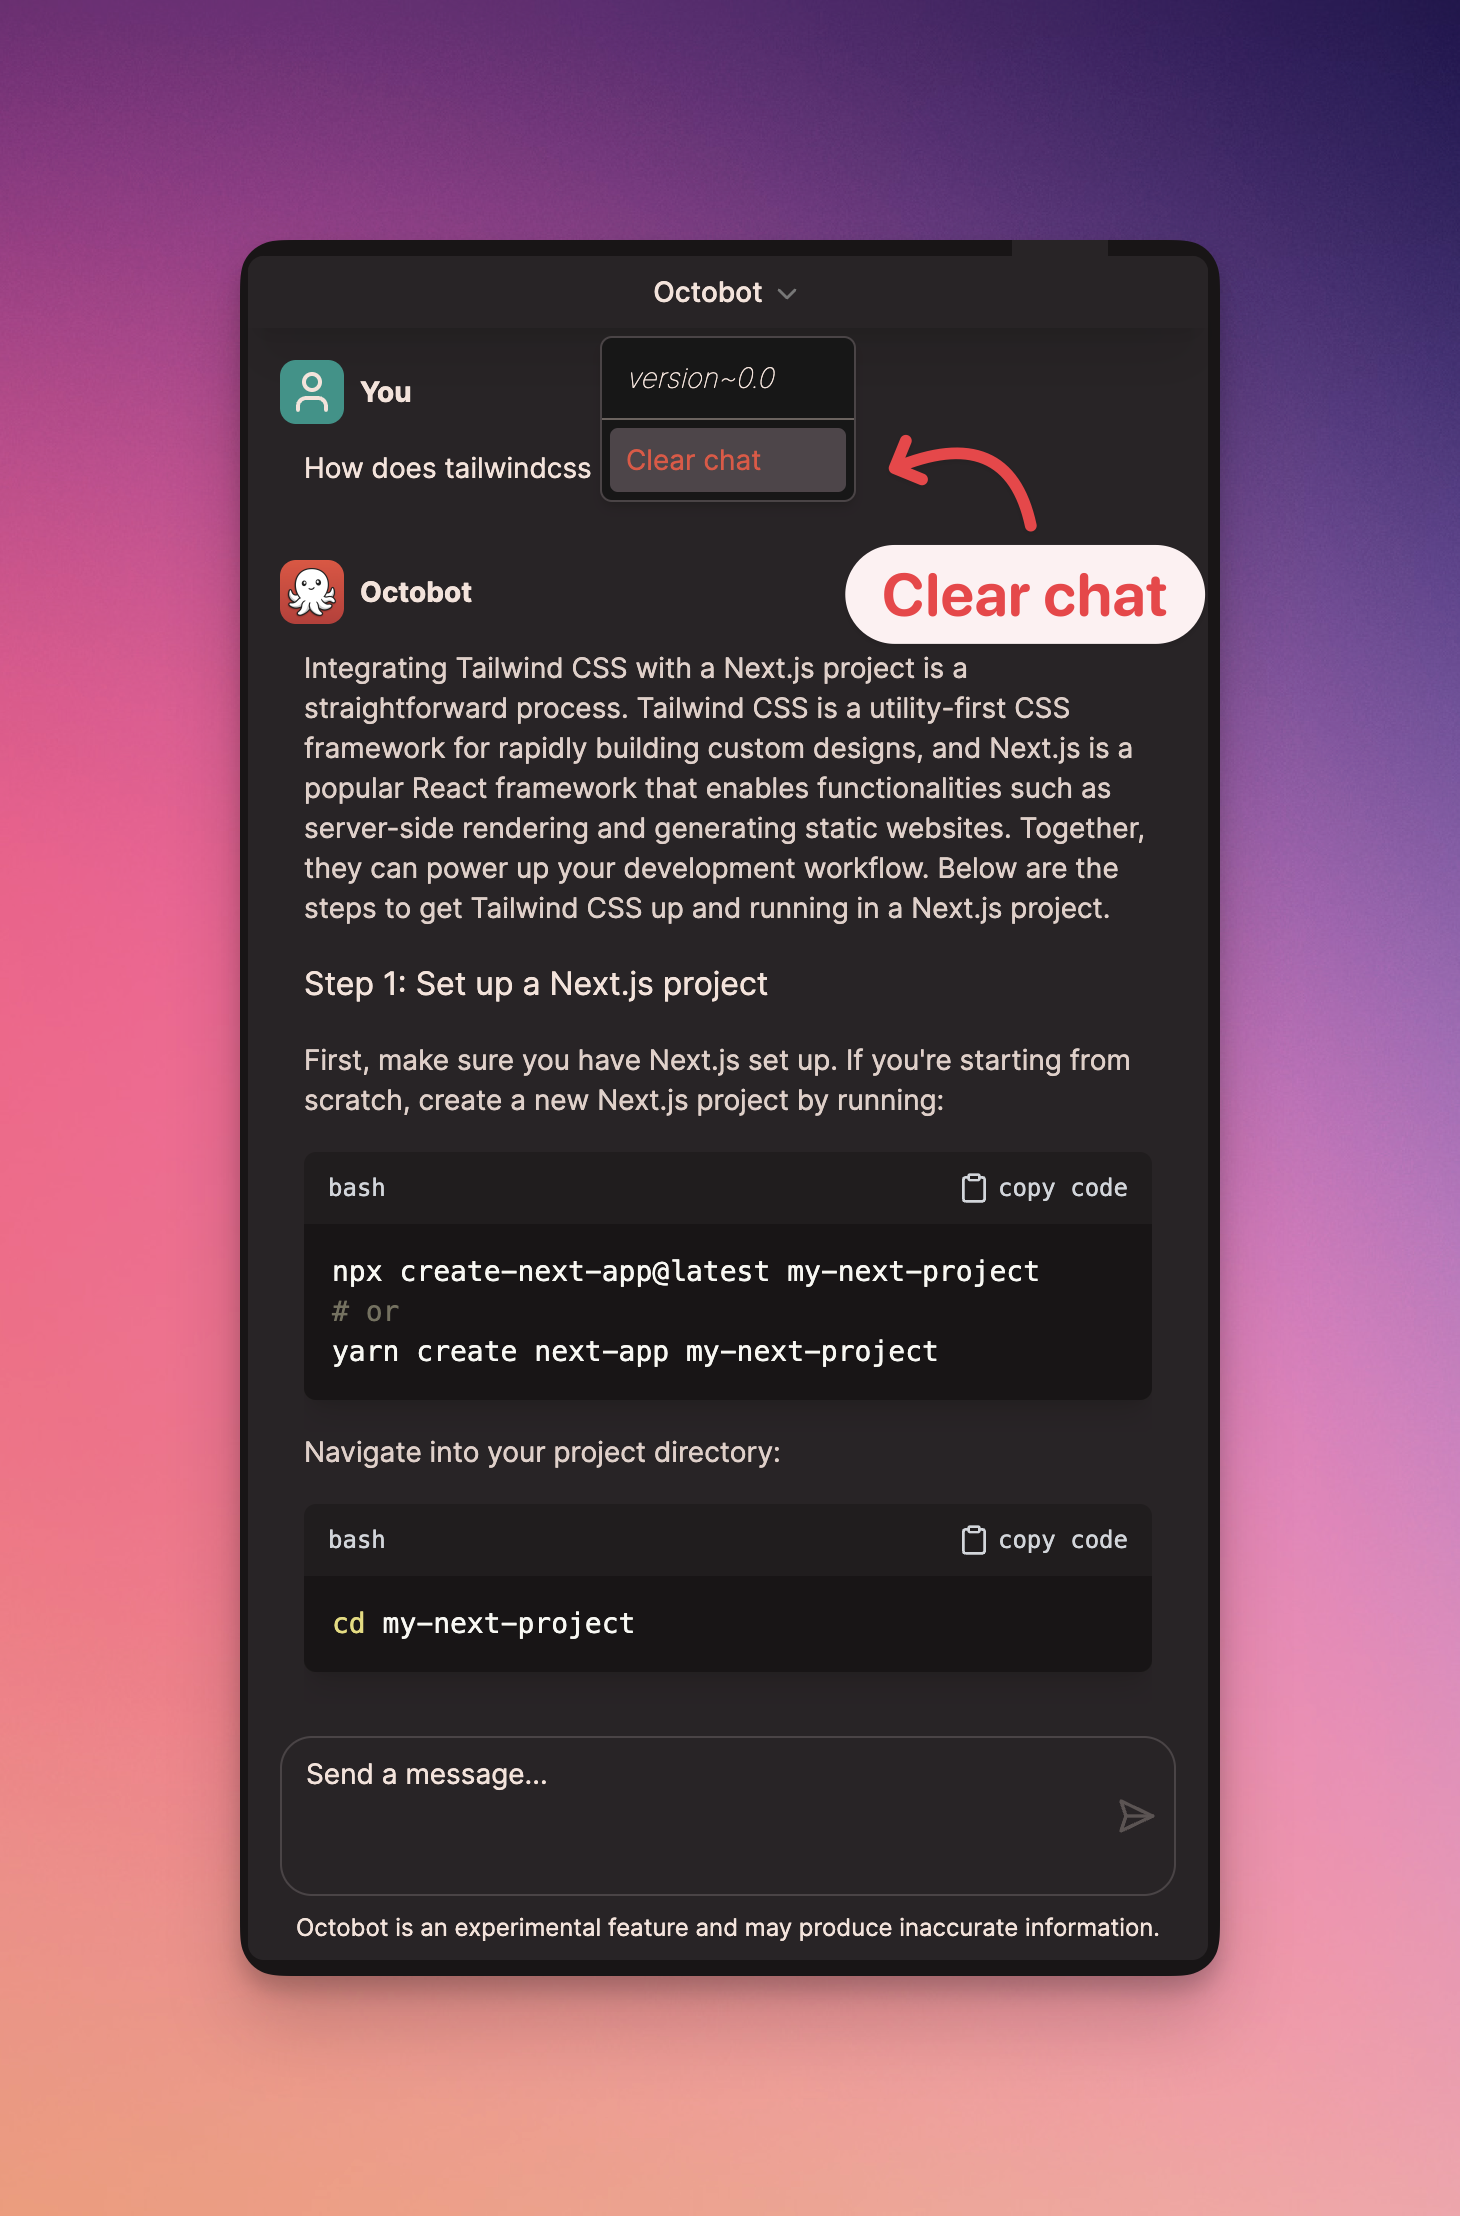 Octobot
version~0.0
You
Clear chat
How does tailwindcss
Clear chat
Octobot
Integrating Tailwind CSS with a Next.js project is a
straightforward process. Tailwind CSS is a utility-first CSS
framework for rapidly building custom designs, and Next.js is a
popular React framework that enables functionalities such as
server-side rendering and generating static websites. Together,
they can power up your development workflow. Below are the
steps to get Tailwind CSS up and running in a Next.js project.
Step 1: Set up a Next.js project
First, make sure you have Next.js set up. If you're starting from
scratch, create a new Next.js project by running:
bash copy code
npx create-next-app@latest my-next-project
# or
yarn create next-app my-next-project
Navigate into your project directory:
bash copy code
cd my-next-project
Send a message...
Octobot is an experimental feature and may produce inaccurate information.